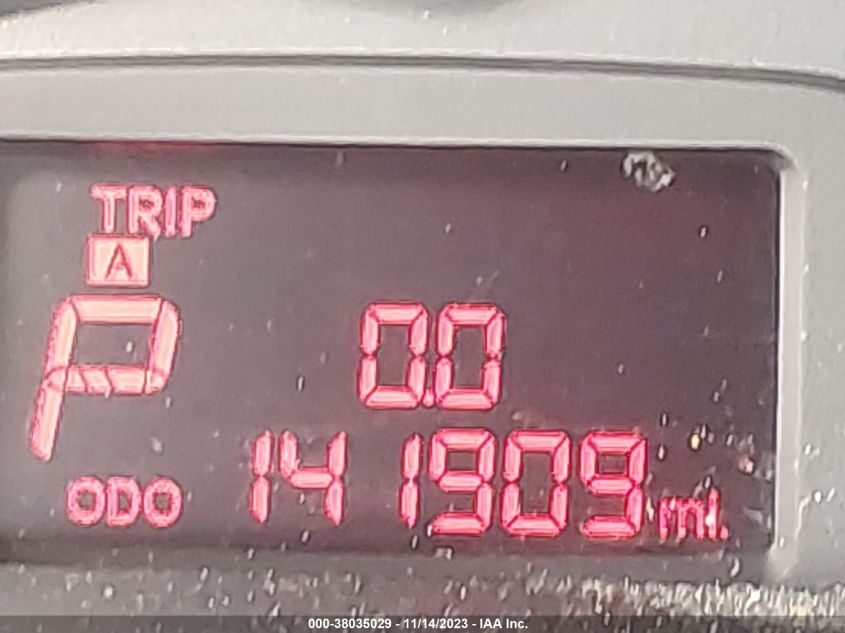 TRIP
A
P
0.0
ODO 141909 mi.
000-38035029 - 11/14/2023 - IAA Inc.